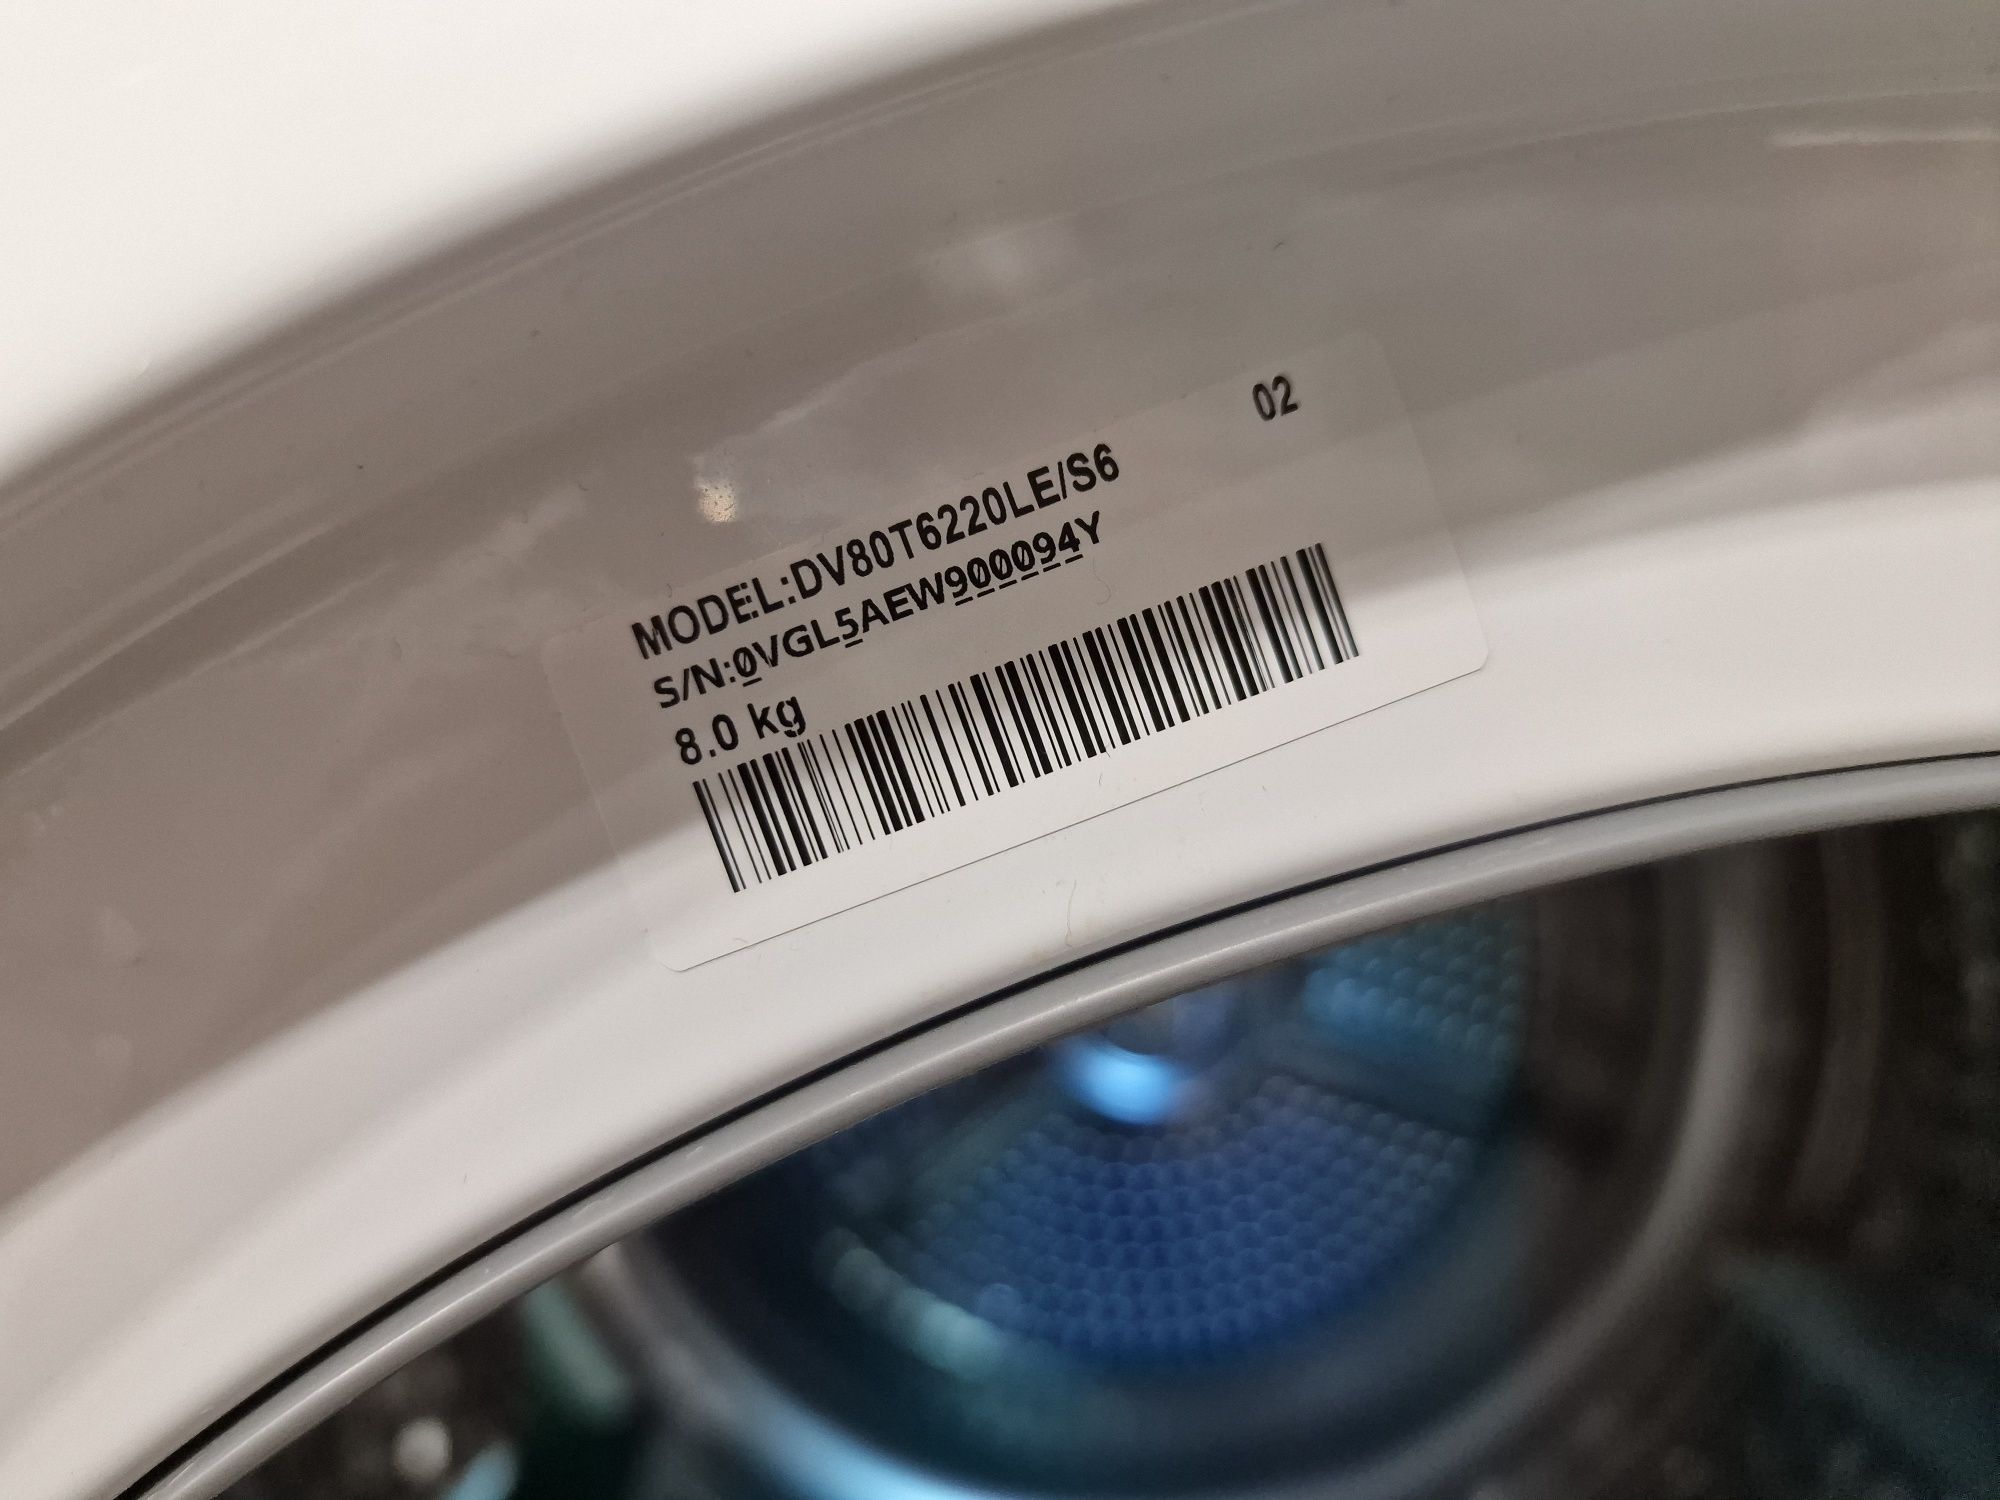 02
MODEL:DV80T6220LE/S6
S/N:0VGL5AEW900094Y
8.0 kg